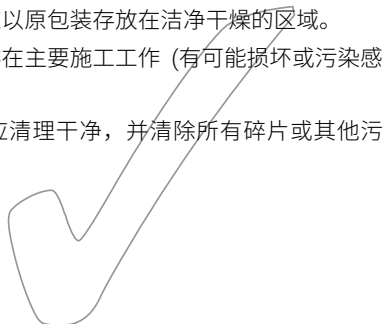 以原包装存放在洁净干燥的区域。
在主要施工工作 (有可能损坏或污染感
应清理干净，并清除所有碎片或其他污